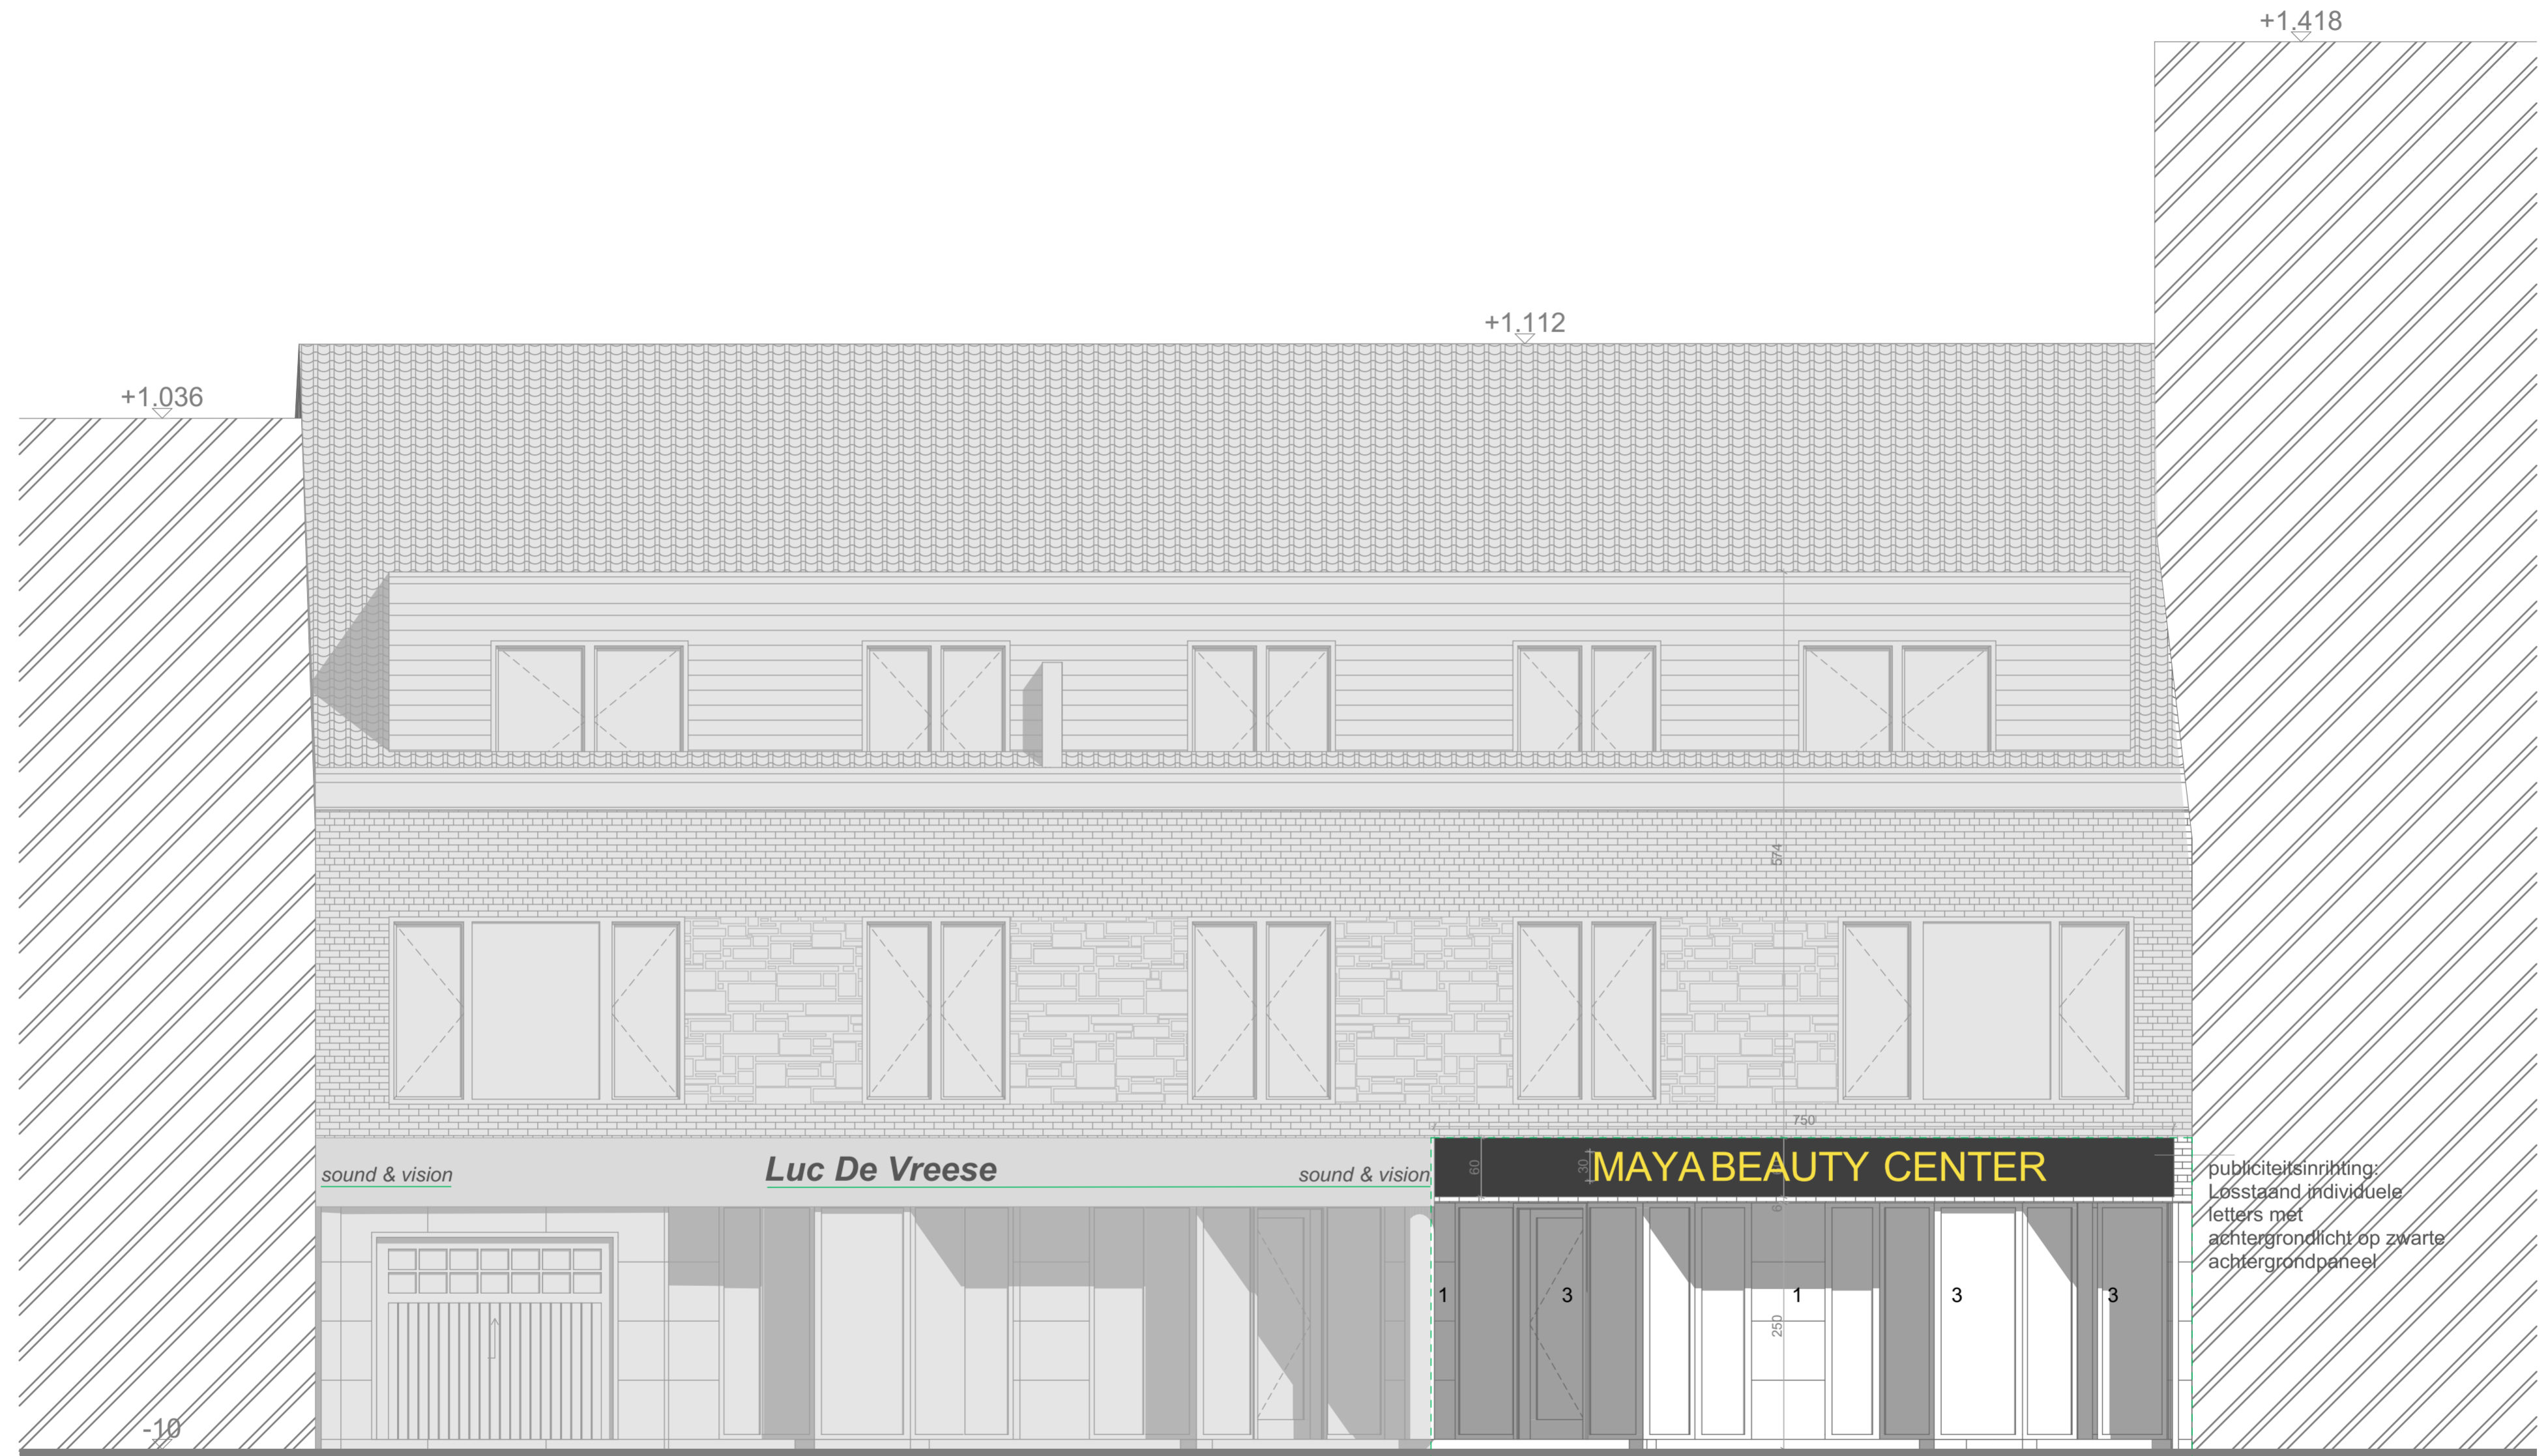 +1.418
+1.112
+1.036
574
750
sound & vision
Luc De Vreese
sound & vision
60
30
MAYA BEAUTY CENTER
publiciteitsinrihting:
Losstaand individuele
letters met
achtergrondlicht op zwarte
achtergrondpaneel
1
3
1
3
3
250
-10